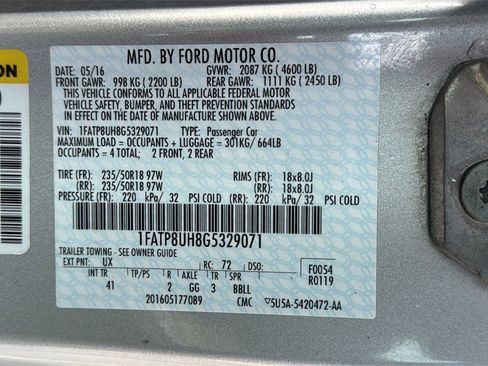 ON
MFD. BY FORD MOTOR CO.
DATE: 05/16 GVWR: 2087 KG ( 4600 LB)
FRONT GAWR: 998 KG ( 2200 LB) REAR GAWR: 1111 KG ( 2450 LB)
THIS VEHICLE CONFORMS TO ALL APPLICABLE FEDERAL MOTOR
VEHICLE SAFETY, BUMPER, AND THEFT PREVENTION STANDARDS
IN EFFECT ON THE DATE OF MANUFACTURE SHOWN ABOVE.
VIN: 1FATP8UH8G5329071 TYPE: Passenger Car
MAXIMUM LOAD = OCCUPANTS + LUGGAGE = 301KG/ 664LB
OCCUPANTS = 4 TOTAL; 2 FRONT, 2 REAR
TIRE (FR): 235/50R18 97W RIMS (FR): 18x8.0J
(RR): 235/50R18 97W (RR): 18x8.0J
PRESSURE (FR): 220 kPa/ 32 PSI COLD (RR): 220 kPa/ 32 PSI COLD
1FATP8UH8G5329071
TRAILER TOWING - SEE OWNER GUIDE
EXT PNT: UX RC: 72 DSO: F0054
INT TR TP/PS R AXLE TR SPR R0119
41 2 GG 3 BBLL
201605177089 CMC 5U5A-5420472-AA